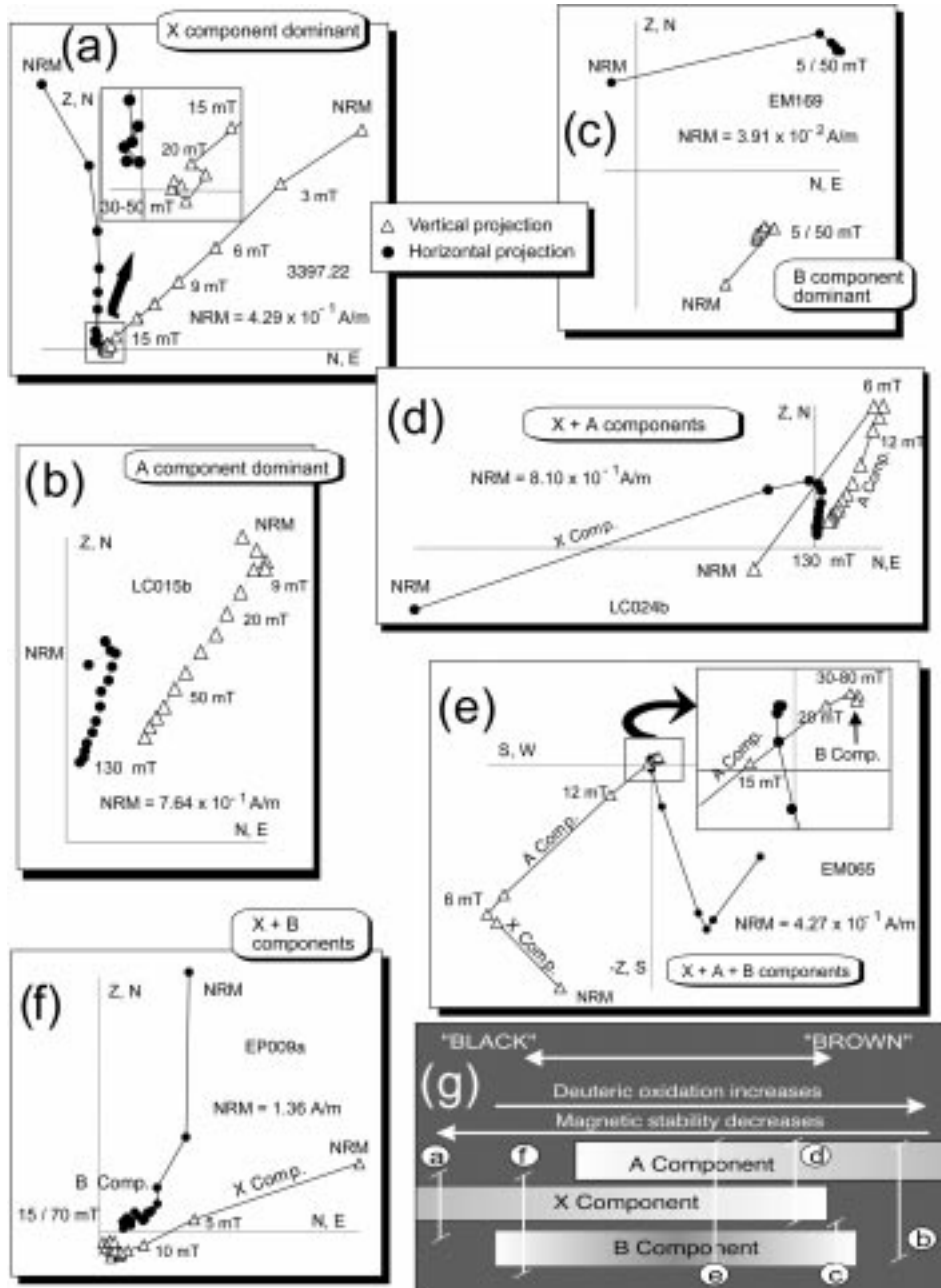 (a)
X component dominant
NRM
Z, N
15 mT
20 mT
30-50 mT
NRM
3 mT
6 mT
3397.22
9 mT
NRM = 4.29 x 10⁻¹ A/m
15 mT
N, E
△ Vertical projection
● Horizontal projection
(c)
Z, N
NRM
5 / 50 mT
EM169
NRM = 3.91 x 10⁻² A/m
N, E
5 / 50 mT
NRM
B component
dominant
(d)
X + A components
Z, N
6 mT
12 mT
A Comp.
NRM = 8.10 x 10⁻¹ A/m
X Comp.
NRM
NRM
130 mT
N,E
LC024b
(b)
A component dominant
Z, N
NRM
LC015b
9 mT
20 mT
NRM
50 mT
130 mT
NRM = 7.64 x 10⁻¹ A/m
N, E
(e)
S, W
30-80 mT
20 mT
A Comp.
B Comp.
15 mT
12 mT
A Comp.
EM065
6 mT
X Comp.
NRM = 4.27 x 10⁻¹ A/m
-Z, S
NRM
X + A + B components
(f)
X + B
components
Z, N
NRM
EP009a
NRM = 1.36 A/m
NRM
B Comp.
X Comp.
15 / 70 mT
5 mT
N, E
10 mT
(g)
"BLACK"
"BROWN"
Deuteric oxidation increases
Magnetic stability decreases
a
f
d
A Component
X Component
b
B Component
e
c